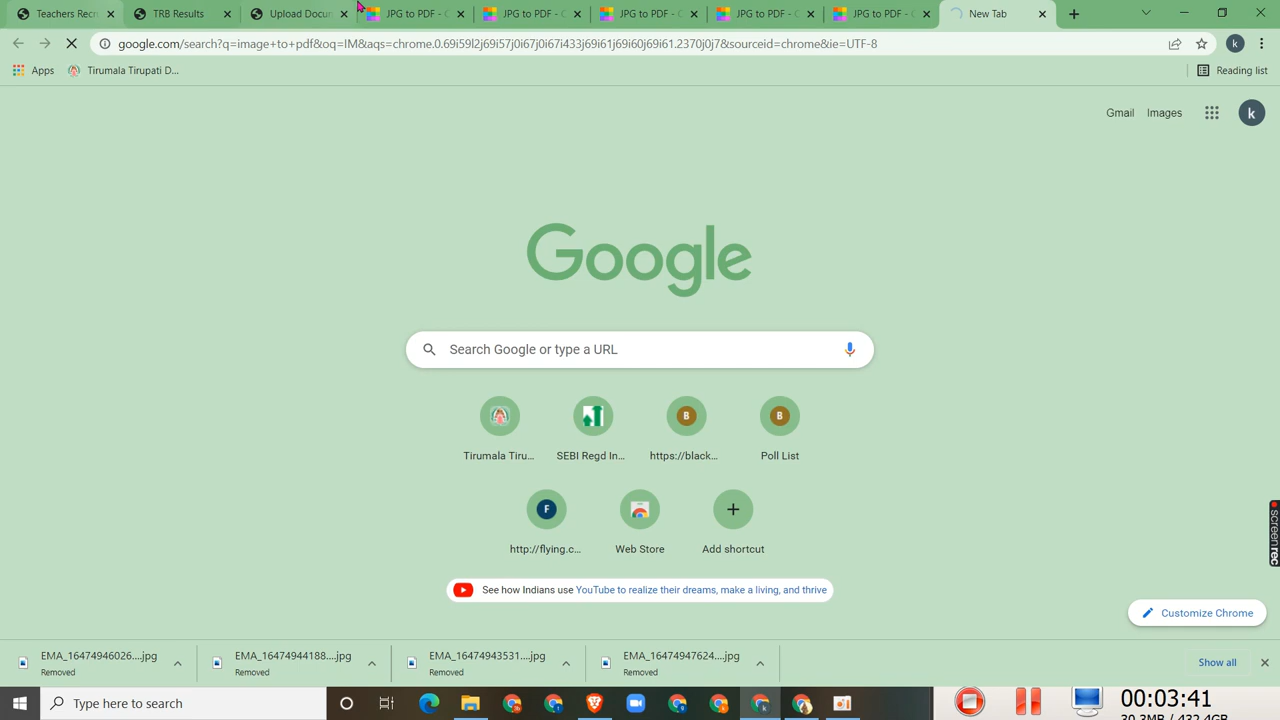 Teachers Recr
TRB Results
Upload Docun
JPG to PDF - C
JPG to PDF - C
JPG to PDF - C
JPG to PDF - C
JPG to PDF - C
New Tab
google.com/search?q=image+to+pdf&oq=IM&aqs=chrome.0.69i59l2j69i57j0i67j0i67i433j69i61j69i60j69i61.2370j0j7&sourceid=chrome&ie=UTF-8
k
Apps
Tirumala Tirupati D...
Reading list
Gmail
Images
k
Google
Search Google or type a URL
B
B
Tirumala Tiru...
SEBI Regd In...
https://black...
Poll List
F
http://flying.c...
Web Store
Add shortcut
See how Indians use YouTube to realize their dreams, make a living, and thrive
Customize Chrome
screenrec
EMA_16474946026....jpg
Removed
EMA_16474944188....jpg
Removed
EMA_16474943531....jpg
Removed
EMA_16474947624....jpg
Removed
Show all
Type here to search
00:03:41
30.3MB / 432.4GB